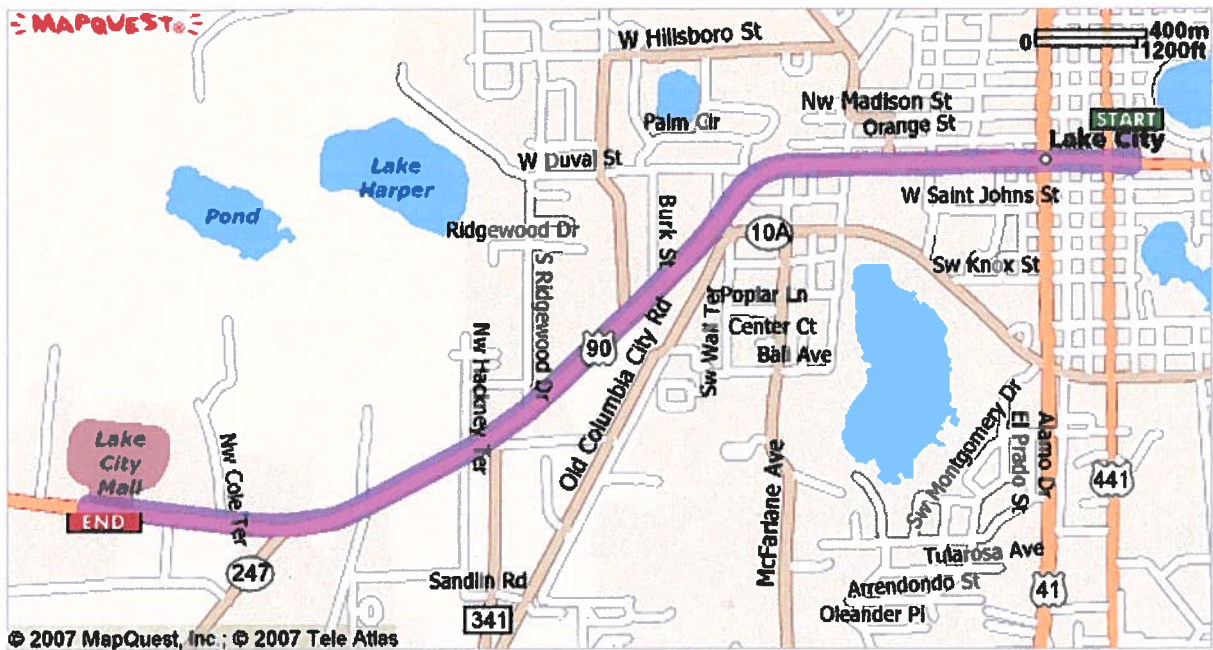 MAPQUEST
W Hillsboro St
0
400m
1200ft
Nw Madison St
Palm Cir
Orange St
START
Lake City
W Duval St
Lake
Harper
W Saint Johns St
Pond
Burk St
Ridgewood Dr
10A
Sw Knox St
S Ridgewood Dr
Poplar Ln
Sw Wall Ter
Center Ct
90
Ball Ave
Nw Hackney Ter
Old Columbia City Rd
Sw Montgomery Dr
El Prado St
Alamo Dr
Lake
City
Mall
Nw Cole Ter
McFarlane Ave
441
END
Tularosa Ave
247
Sandlin Rd
Arrendondo St
41
Oleander Pl
341
© 2007 MapQuest, Inc.; © 2007 Tele Atlas